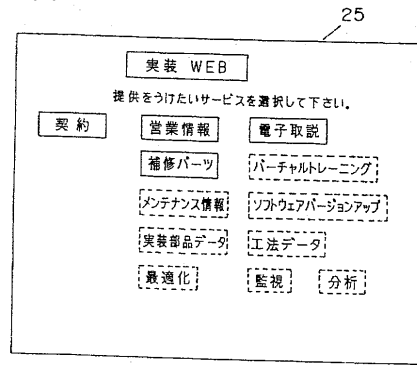 25
実装 WEB
提供をうけたいサービスを選択して下さい。
契約 営業情報 電子取説
補修パーツ バーチャルトレーニング
メンテナンス情報 ソフトウェアバージョンアップ
実装部品データ 工法データ
最適化 監視 分析